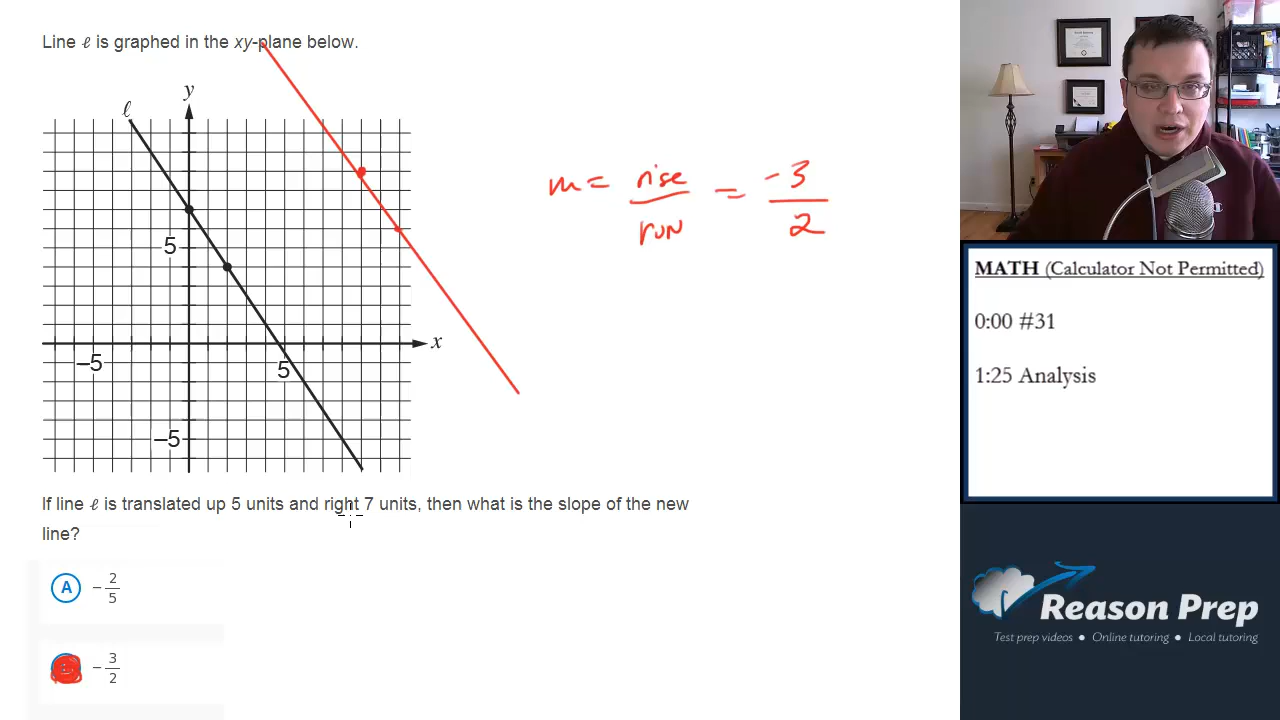 Line ℓ is graphed in the xy-plane below.
ℓ
y
5
x
−5
5
−5
m = rise/run = -3/2
If line ℓ is translated up 5 units and right 7 units, then what is the slope of the new
line?
A −2/5
−3/2
MATH (Calculator Not Permitted)
0:00 #31
1:25 Analysis
Reason Prep
Test prep videos ● Online tutoring ● Local tutoring